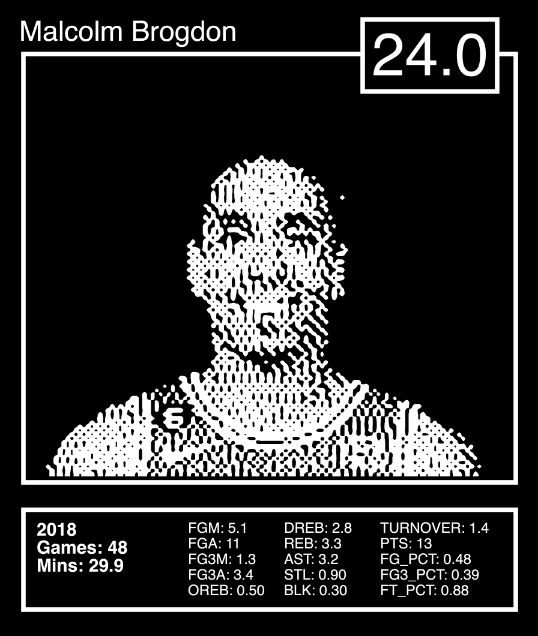 Malcolm Brogdon
24.0
2018
Games: 48
Mins: 29.9
FGM: 5.1
FGA: 11
FG3M: 1.3
FG3A: 3.4
OREB: 0.50
DREB: 2.8
REB: 3.3
AST: 3.2
STL: 0.90
BLK: 0.30
TURNOVER: 1.4
PTS: 13
FG_PCT: 0.48
FG3_PCT: 0.39
FT_PCT: 0.88